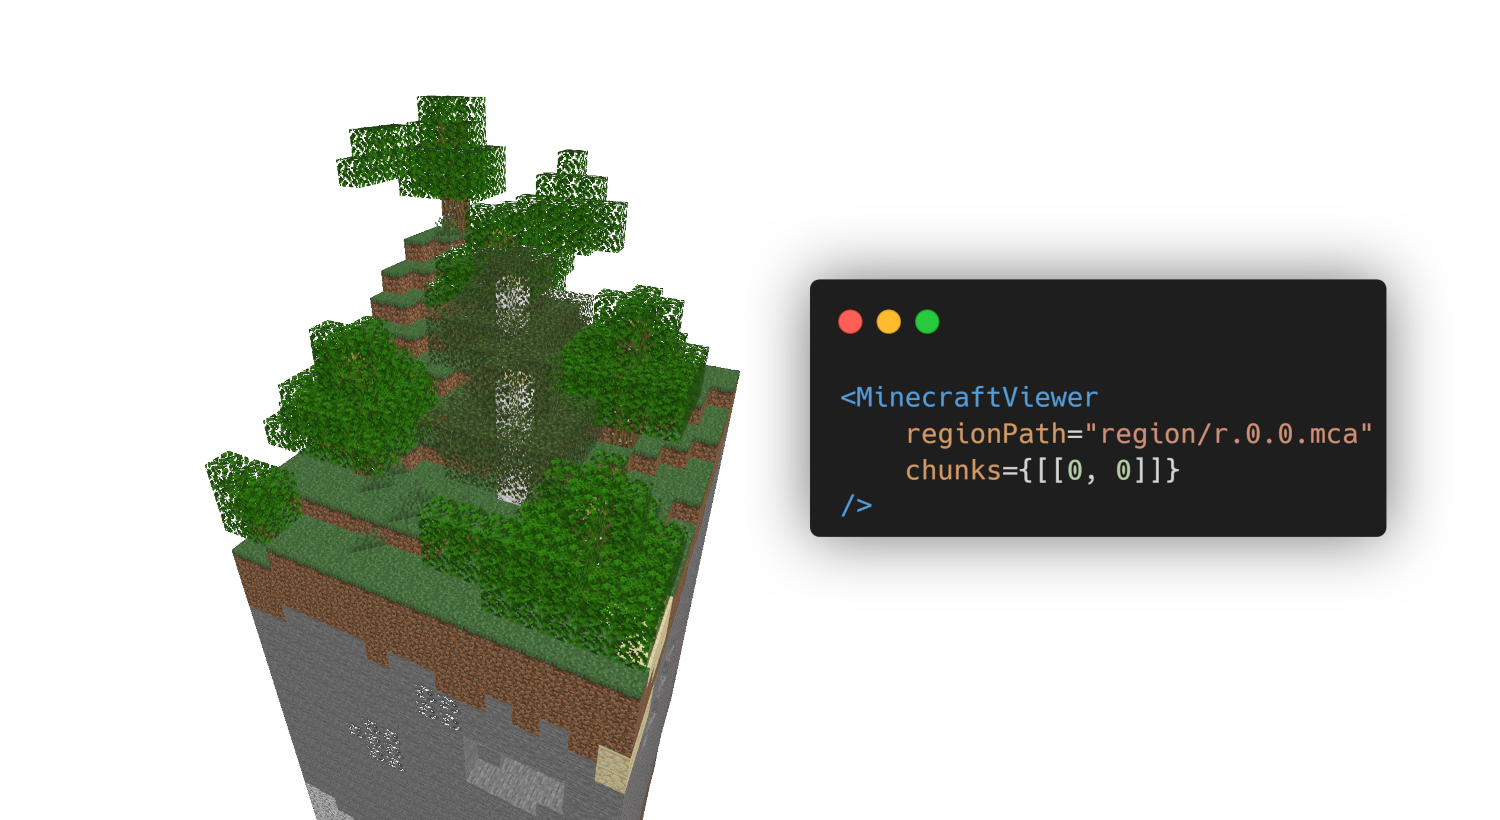 <MinecraftViewer
regionPath="region/r.0.0.mca"
chunks={[[0, 0]]}
/>